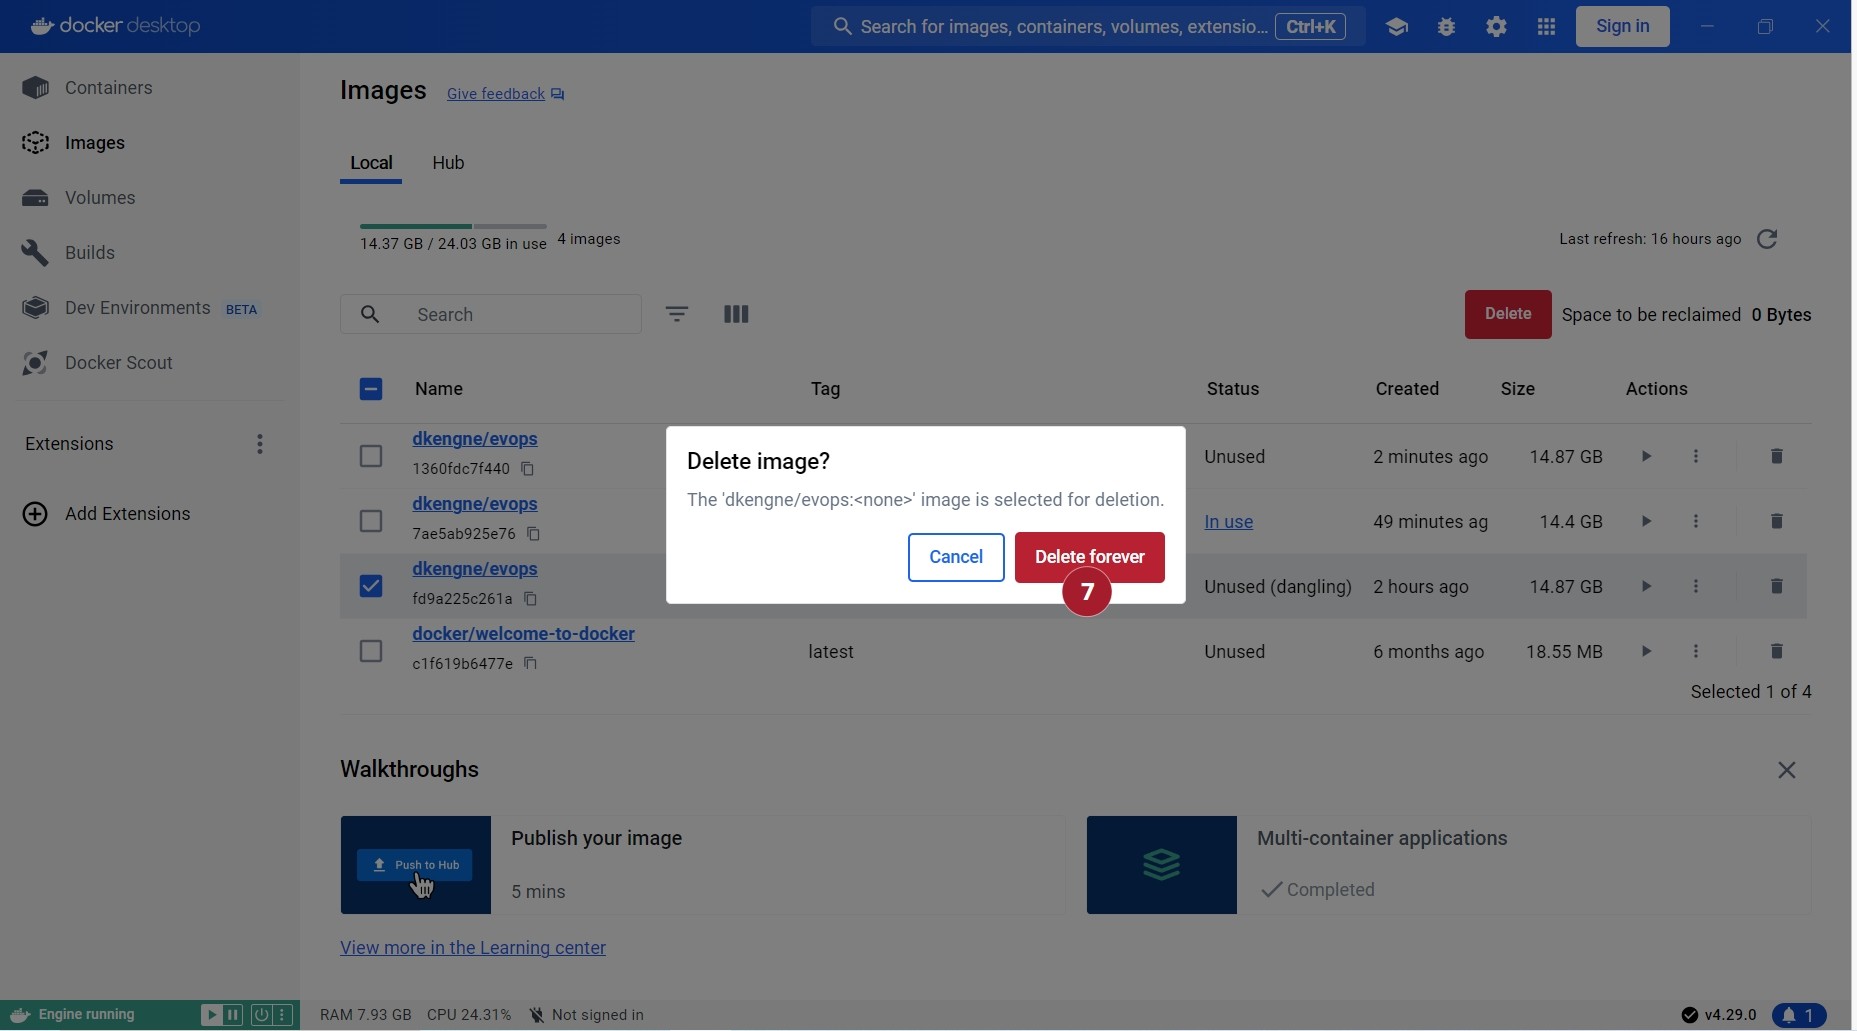 docker desktop
Search for images, containers, volumes, extensio... Ctrl+K
Sign in
Containers
Images
Volumes
Builds
Dev Environments BETA
Docker Scout
Extensions
Add Extensions
Images Give feedback
Local Hub
14.37 GB / 24.03 GB in use 4 images
Last refresh: 16 hours ago
Search
Delete Space to be reclaimed 0 Bytes
Name Tag Status Created Size Actions
dkengne/evops
1360fdc7f440
Unused 2 minutes ago 14.87 GB
dkengne/evops
7ae5ab925e76
In use 49 minutes ag 14.4 GB
dkengne/evops
fd9a225c261a
Unused (dangling) 2 hours ago 14.87 GB
docker/welcome-to-docker
c1f619b6477e
latest Unused 6 months ago 18.55 MB
Selected 1 of 4
Delete image?
The 'dkengne/evops:<none>' image is selected for deletion.
Cancel Delete forever
7
Walkthroughs
Push to Hub
Publish your image
5 mins
Multi-container applications
Completed
View more in the Learning center
Engine running
RAM 7.93 GB CPU 24.31% Not signed in
v4.29.0 1